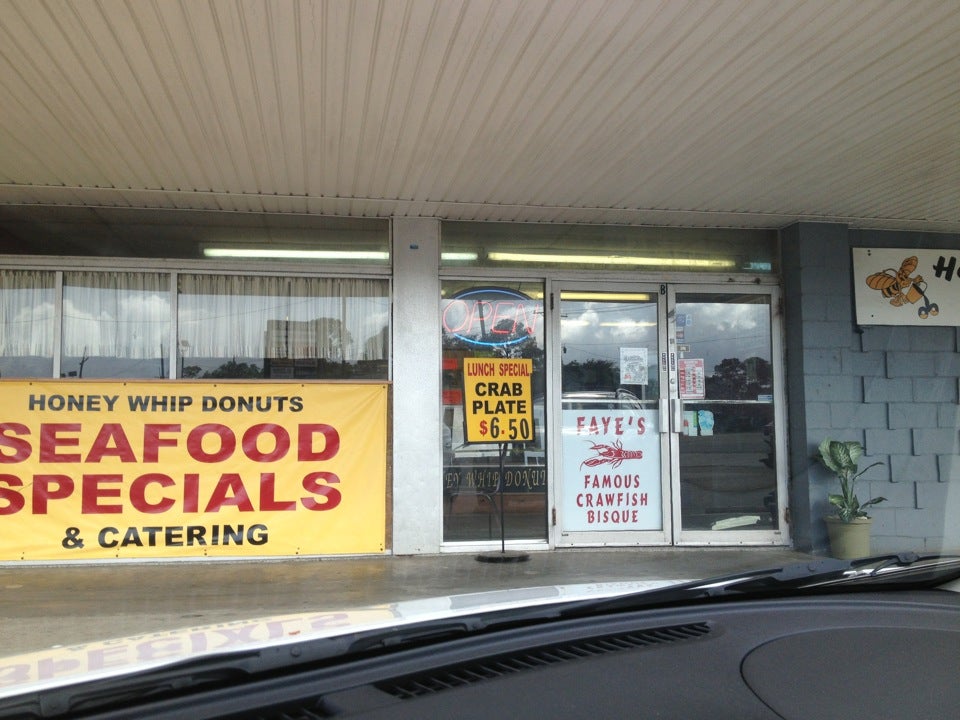 HONEY WHIP DONUTS
SEAFOOD
SPECIALS
& CATERING
OPEN
LUNCH SPECIAL
CRAB
PLATE
$6.50
B
FAYE'S
FAMOUS
CRAWFISH
BISQUE